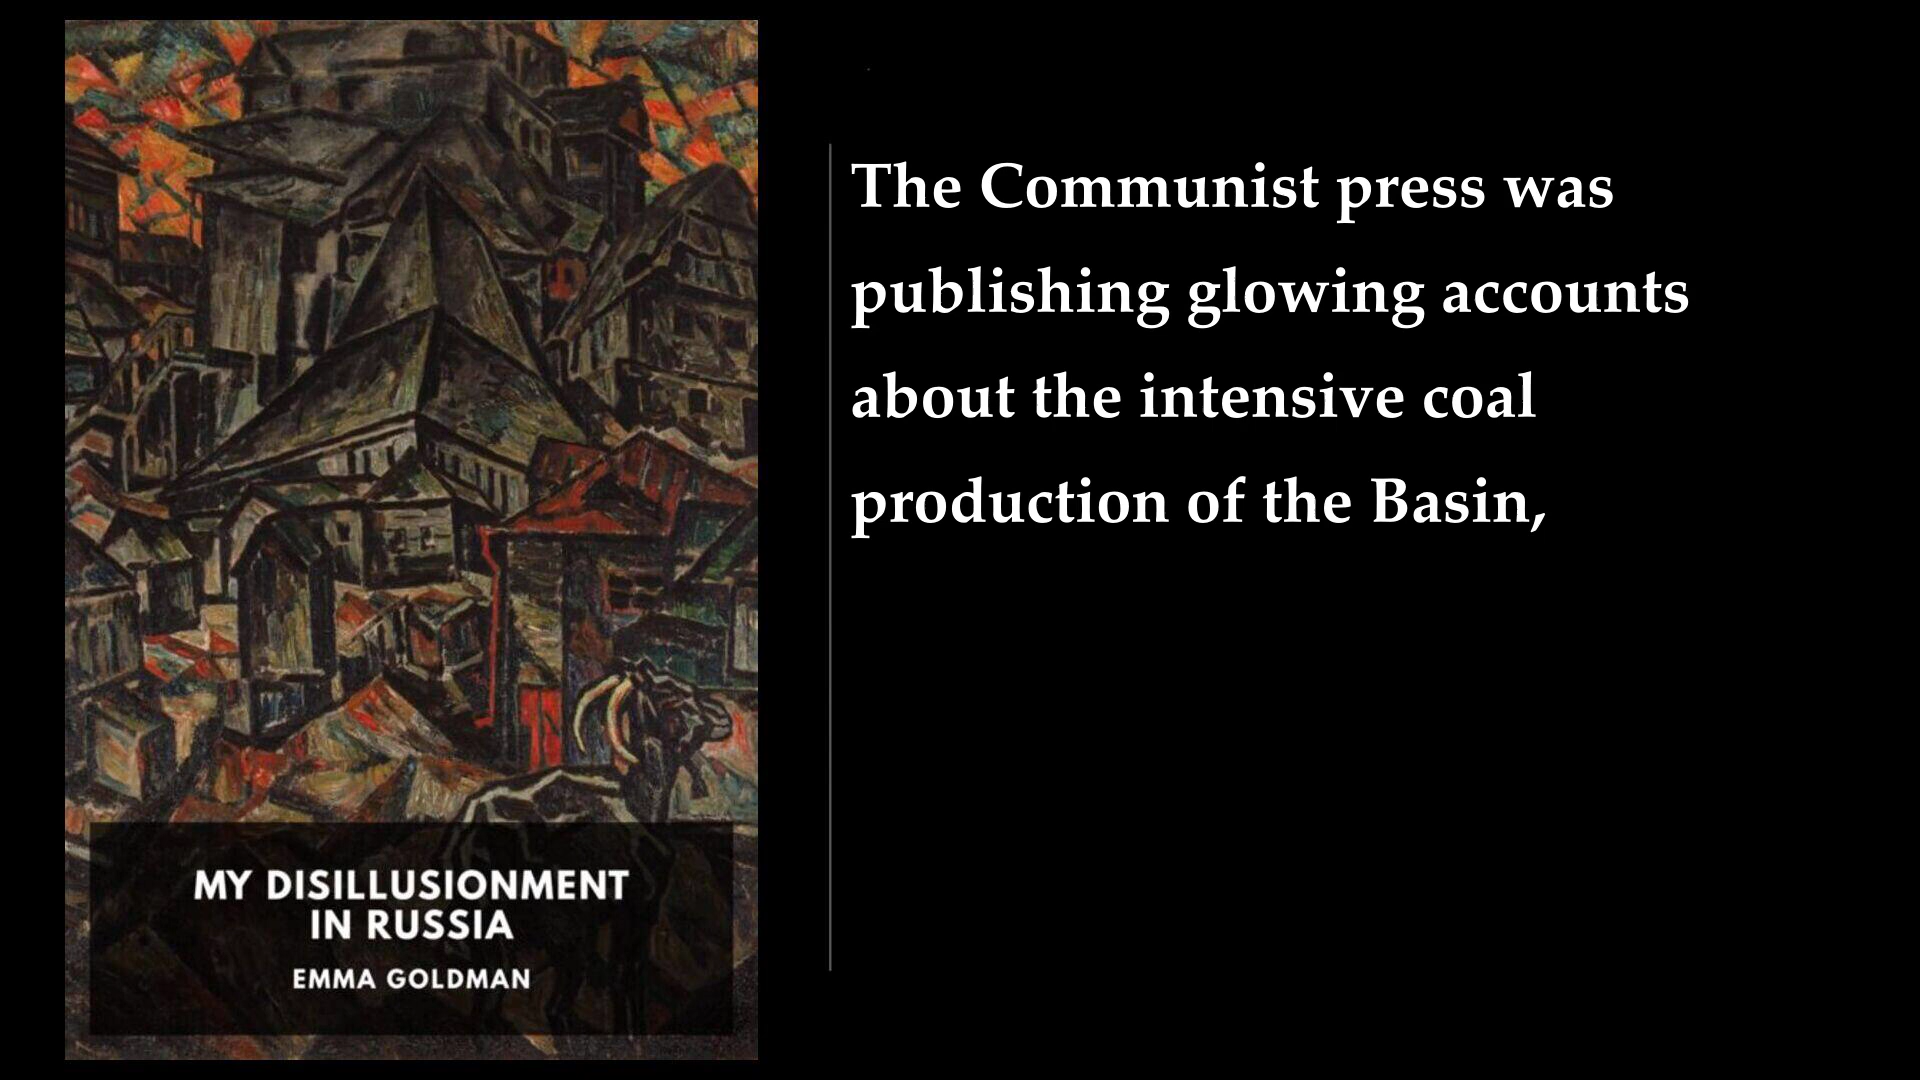 The Communist press was
publishing glowing accounts
about the intensive coal
production of the Basin,
MY DISILLUSIONMENT
IN RUSSIA
EMMA GOLDMAN